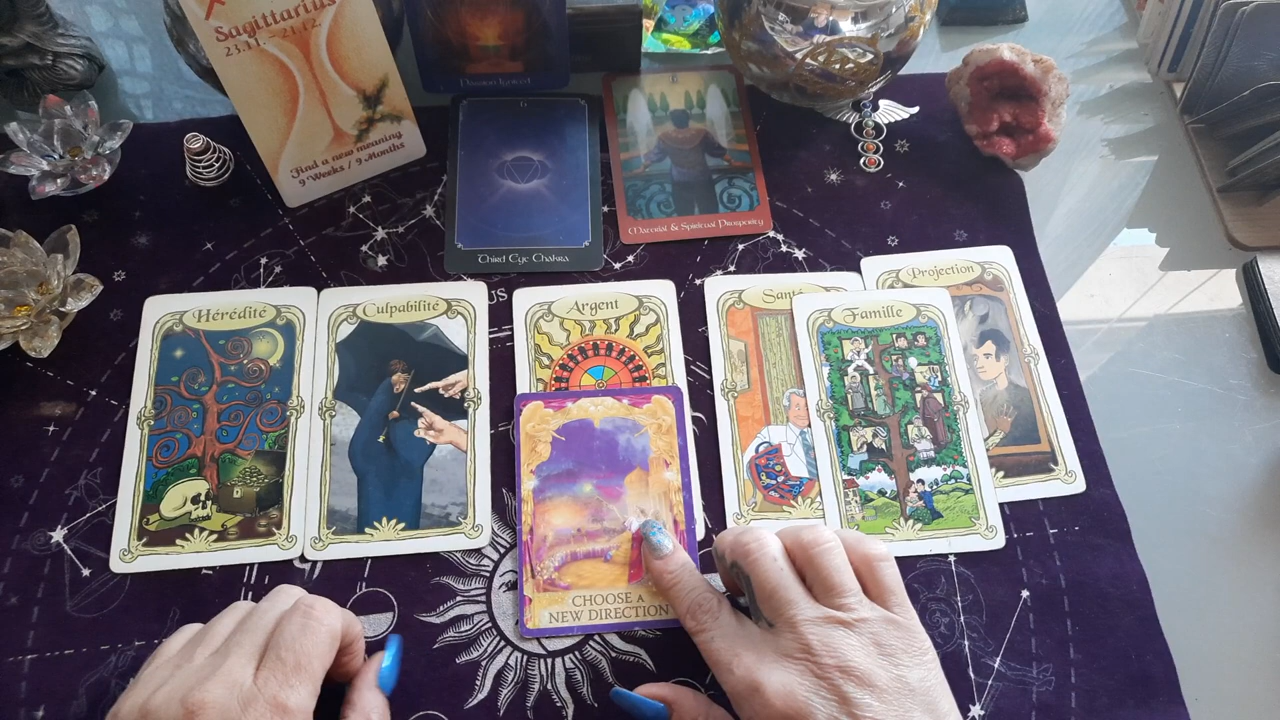 Sagittarius
23.11. - 21.12.
Find a new meaning
9 Weeks / 9 Months
Passion Ignited
Third Eye Chakra
Material & Spiritual Prosperity
Hérédité
Culpabilité
Argent
Santé
Famille
Projection
US
CHOOSE A
NEW DIRECTION